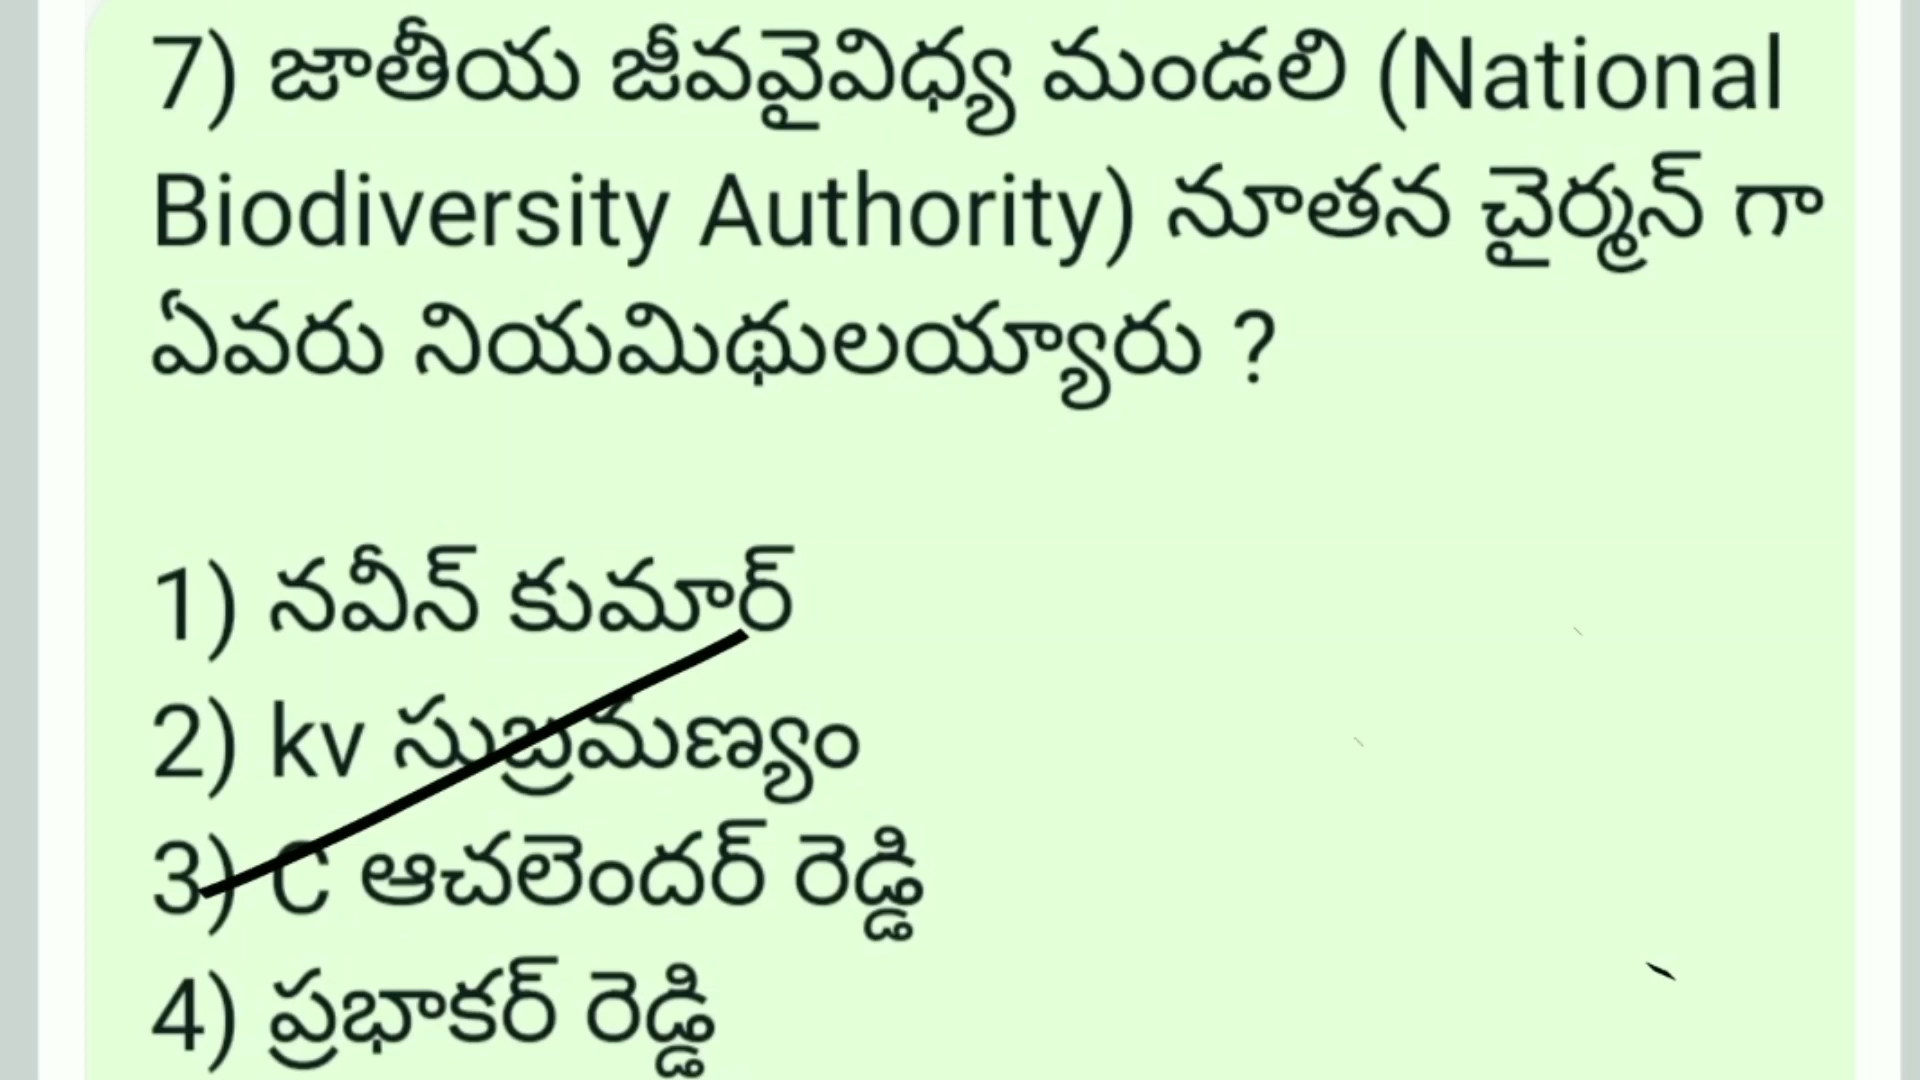 7) జాతీయ జీవవైవిధ్య మండలి (National
Biodiversity Authority) నూతన చైర్మన్ గా
ఏవరు నియమిథులయ్యారు ?
1) నవీన్ కుమార్
2) kv సుబ్రమణ్యం
3) C ఆచలెందర్ రెడ్డి
4) ప్రభాకర్ రెడ్డి